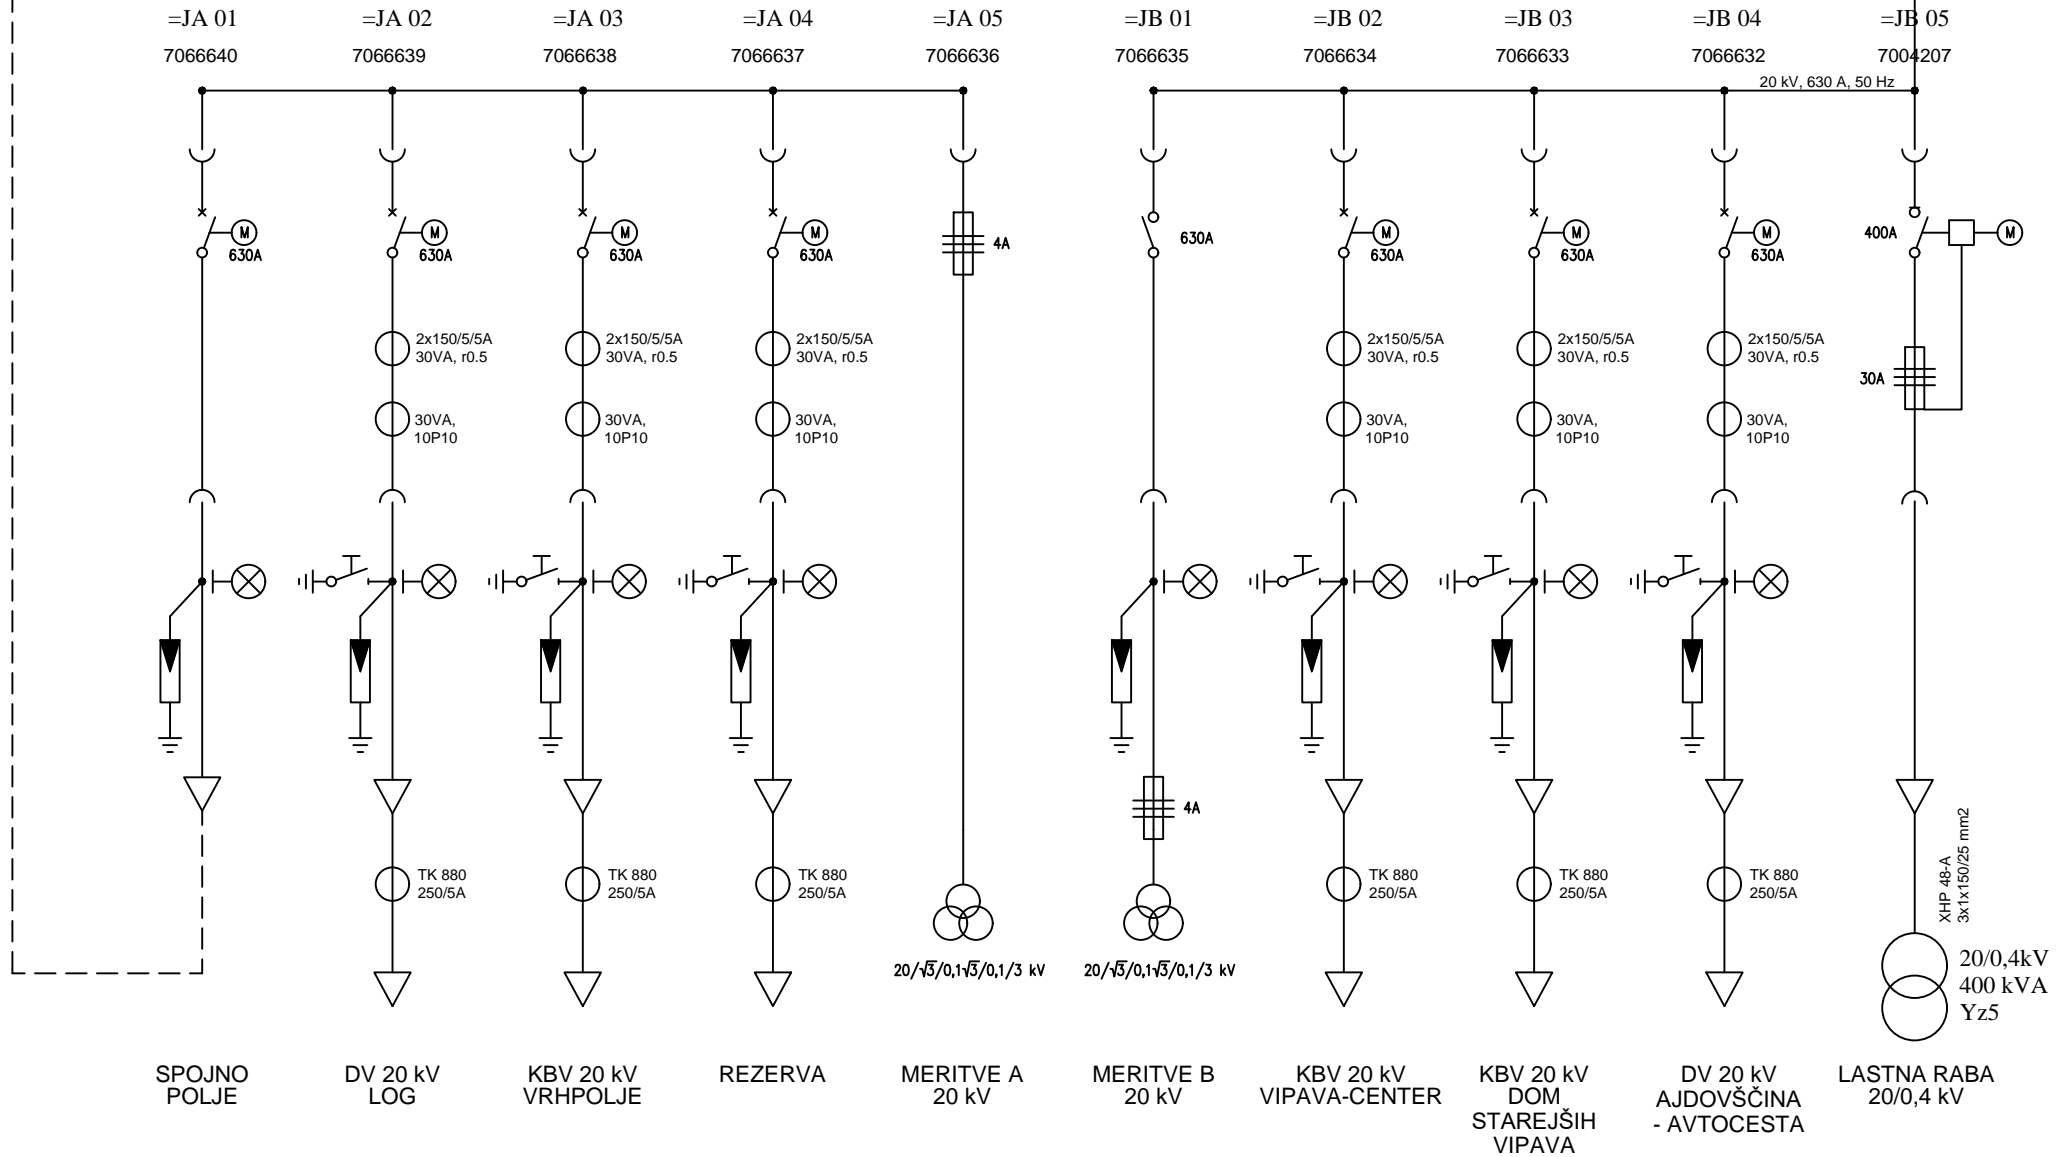 =JA 01
=JA 02
=JA 03
=JA 04
=JA 05
=JB 01
=JB 02
=JB 03
=JB 04
=JB 05
7066640
7066639
7066638
7066637
7066636
7066635
7066634
7066633
7066632
7004207
20 kV, 630 A, 50 Hz
M
630A
M
630A
M
630A
M
630A
4A
630A
M
630A
M
630A
M
630A
400A
M
2x150/5/5A
30VA, r0.5
2x150/5/5A
30VA, r0.5
2x150/5/5A
30VA, r0.5
2x150/5/5A
30VA, r0.5
2x150/5/5A
30VA, r0.5
2x150/5/5A
30VA, r0.5
30A
30VA,
10P10
30VA,
10P10
30VA,
10P10
30VA,
10P10
30VA,
10P10
30VA,
10P10
4A
TK 880
250/5A
TK 880
250/5A
TK 880
250/5A
TK 880
250/5A
TK 880
250/5A
TK 880
250/5A
XHP 48-A
3x1x150/25 mm2
20/√3/0,1√3/0,1/3 kV
20/√3/0,1√3/0,1/3 kV
20/0,4kV
400 kVA
Yz5
SPOJNO
POLJE
DV 20 kV
LOG
KBV 20 kV
VRHPOLJE
REZERVA
MERITVE A
20 kV
MERITVE B
20 kV
KBV 20 kV
VIPAVA-CENTER
KBV 20 kV
DOM
STAREJŠIH
VIPAVA
DV 20 kV
AJDOVŠČINA
- AVTOCESTA
LASTNA RABA
20/0,4 kV